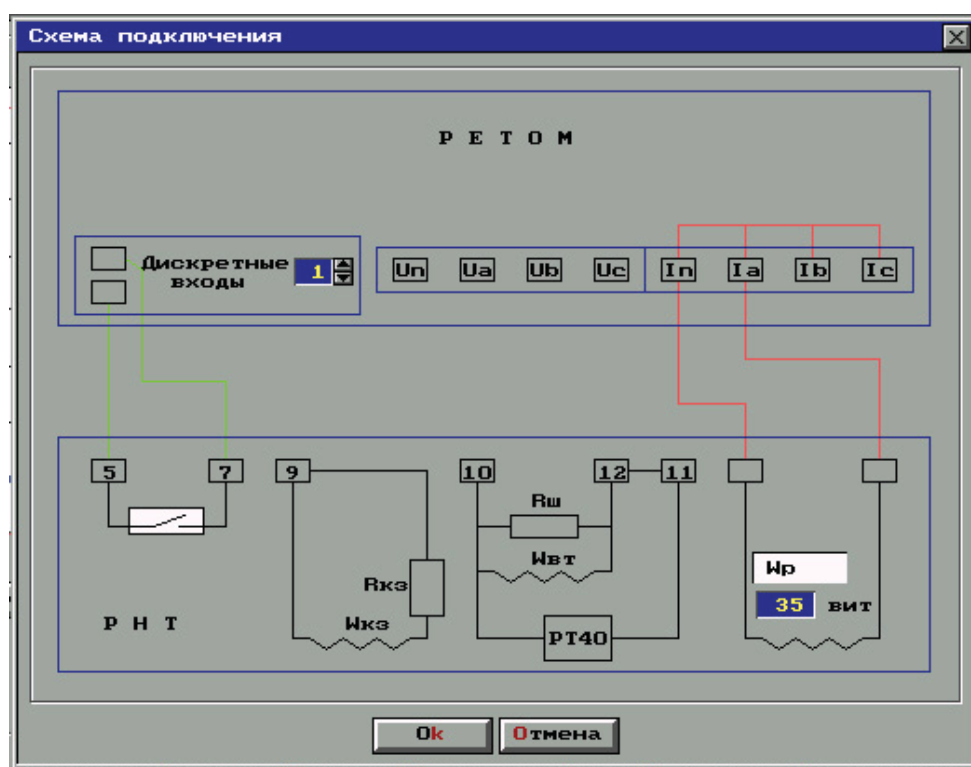 Схема подключения
Р Е Т О М
Дискретные
входы
1
Un Ua Ub Uc In Ia Ib Ic
5 7 9 10 12 11
Rш
Wвт
Wр
Rкз
35 вит
Р Н Т
Wкз
РТ40
Ok Отмена